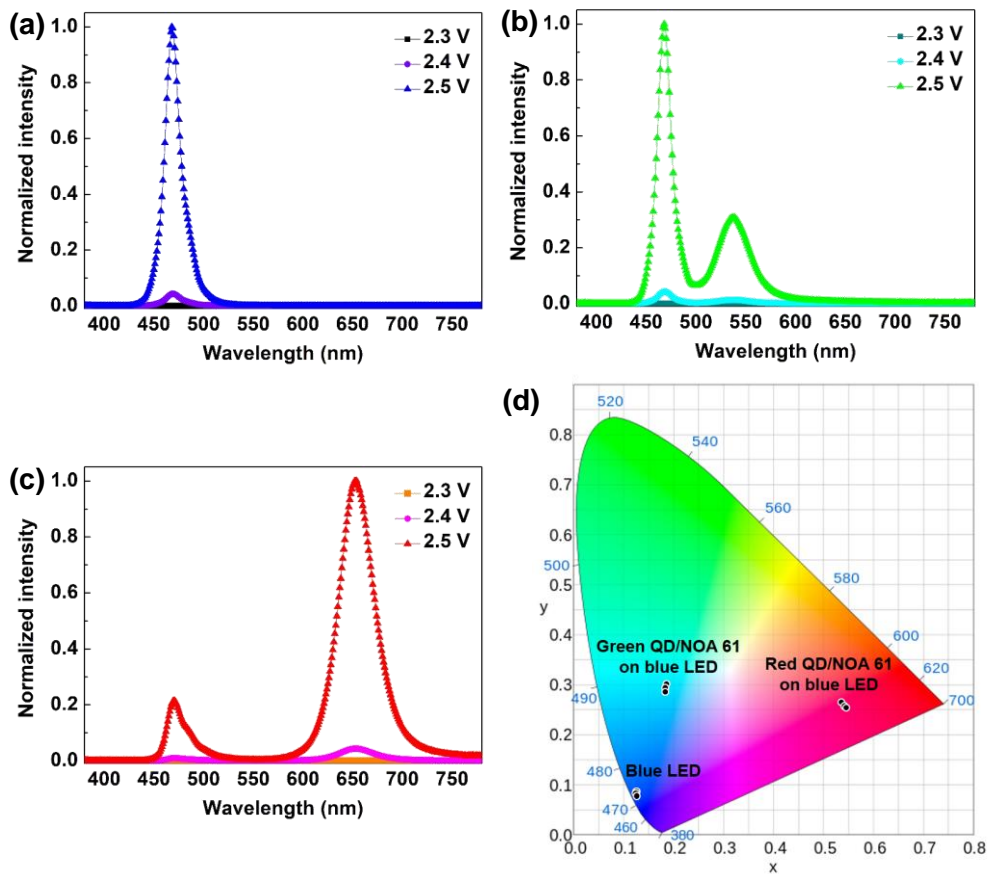 (a)
1.0
0.8
0.6
0.4
0.2
0.0
Normalized intensity
2.3 V
2.4 V
2.5 V
400 450 500 550 600 650 700 750
Wavelength (nm)
(b)
1.0
0.8
0.6
0.4
0.2
0.0
Normalized intensity
2.3 V
2.4 V
2.5 V
400 450 500 550 600 650 700 750
Wavelength (nm)
(c)
1.0
0.8
0.6
0.4
0.2
0.0
Normalized intensity
2.3 V
2.4 V
2.5 V
400 450 500 550 600 650 700 750
Wavelength (nm)
(d)
0.8
0.7
0.6
0.5
0.4
0.3
0.2
0.1
0.0
y
520
540
560
500
580
600
Green QD/NOA 61
on blue LED
Red QD/NOA 61
on blue LED
620
490
700
480
Blue LED
470
460
380
0.0 0.1 0.2 0.3 0.4 0.5 0.6 0.7 0.8
x